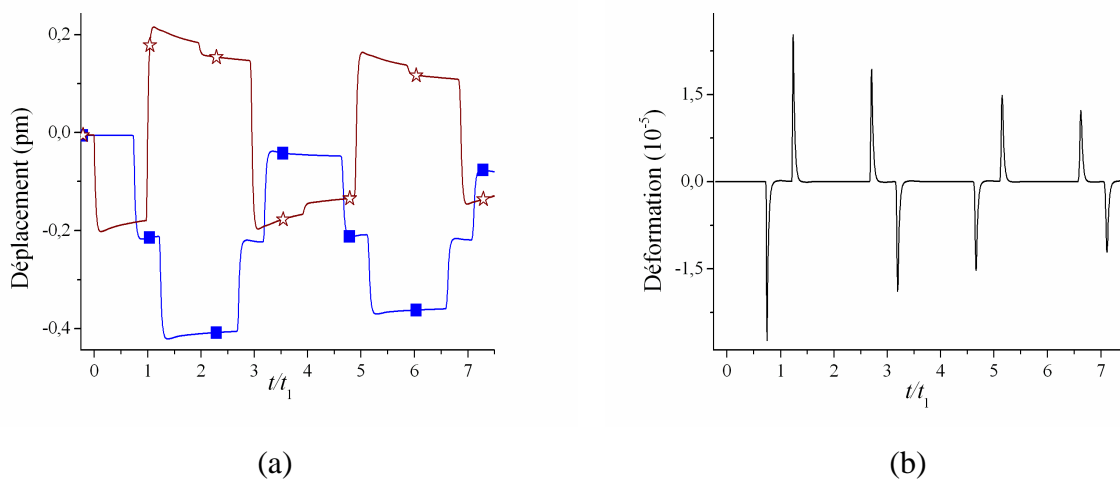 0,2
0,0
-0,2
-0,4
Déplacement (pm)
0 1 2 3 4 5 6 7
t/t1
(a)
1,5
0,0
-1,5
Déformation (10-5)
0 1 2 3 4 5 6 7
t/t1
(b)